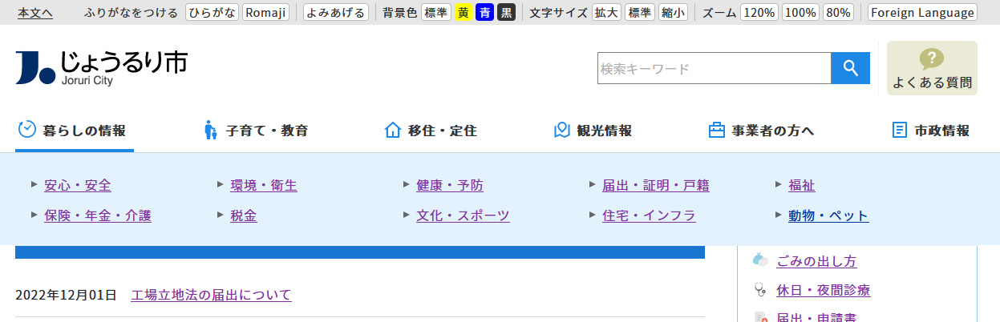 本文へ ふりがなをつける ひらがな Romaji よみあげる 背景色 標準 黄 青 黒 文字サイズ 拡大 標準 縮小 ズーム 120% 100% 80% Foreign Language
じょうるり市
Joruri City
検索キーワード
?
よくある質問
暮らしの情報 子育て・教育 移住・定住 観光情報 事業者の方へ 市政情報
安心・安全 環境・衛生 健康・予防 届出・証明・戸籍 福祉
保険・年金・介護 税金 文化・スポーツ 住宅・インフラ 動物・ペット
ごみの出し方
2022年12月01日 工場立地法の届出について
休日・夜間診療
届出・申請書